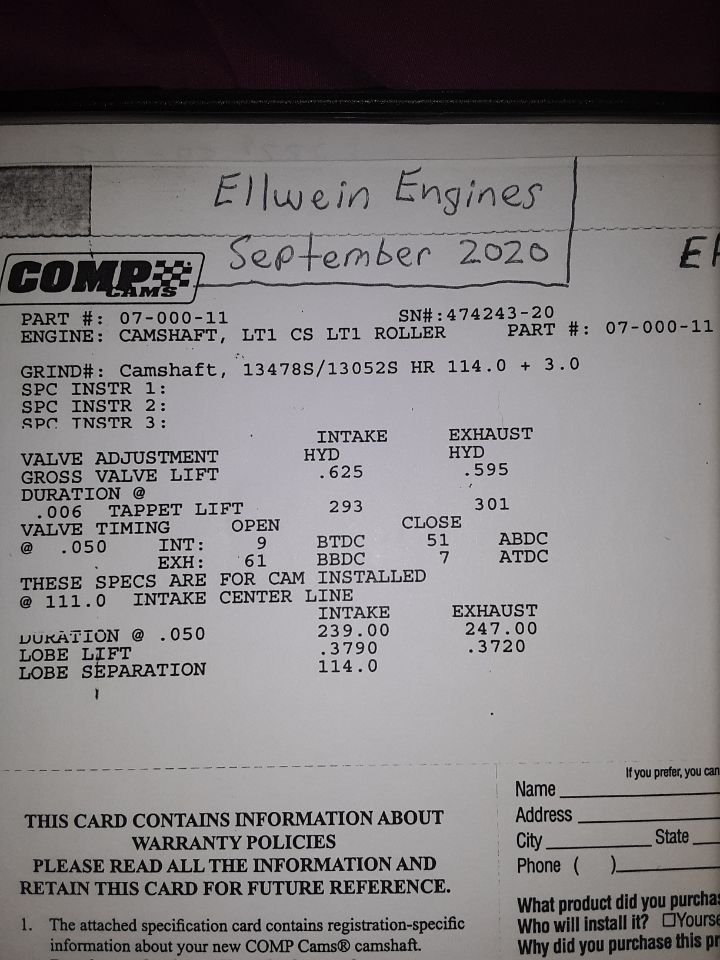 Ellwein Engines
September 2020
COMP
CAMS
PART #: 07-000-11 SN#:474243-20
ENGINE: CAMSHAFT, LT1 CS LT1 ROLLER PART #: 07-000-11
GRIND#: Camshaft, 13478S/13052S HR 114.0 + 3.0
SPC INSTR 1:
SPC INSTR 2:
SPC INSTR 3:
INTAKE EXHAUST
VALVE ADJUSTMENT HYD HYD
GROSS VALVE LIFT .625 .595
DURATION @
.006 TAPPET LIFT 293 301
VALVE TIMING OPEN CLOSE
@ .050 INT: 9 BTDC 51 ABDC
EXH: 61 BBDC 7 ATDC
THESE SPECS ARE FOR CAM INSTALLED
@ 111.0 INTAKE CENTER LINE
INTAKE EXHAUST
DURATION @ .050 239.00 247.00
LOBE LIFT .3790 .3720
LOBE SEPARATION 114.0
If you prefer, you can
Name
Address
City State
Phone ( )
THIS CARD CONTAINS INFORMATION ABOUT
WARRANTY POLICIES
PLEASE READ ALL THE INFORMATION AND
RETAIN THIS CARD FOR FUTURE REFERENCE.
1. The attached specification card contains registration-specific
information about your new COMP Cams® camshaft.
What product did you purcha
Who will install it? ☐Yourse
Why did you purchase this pr